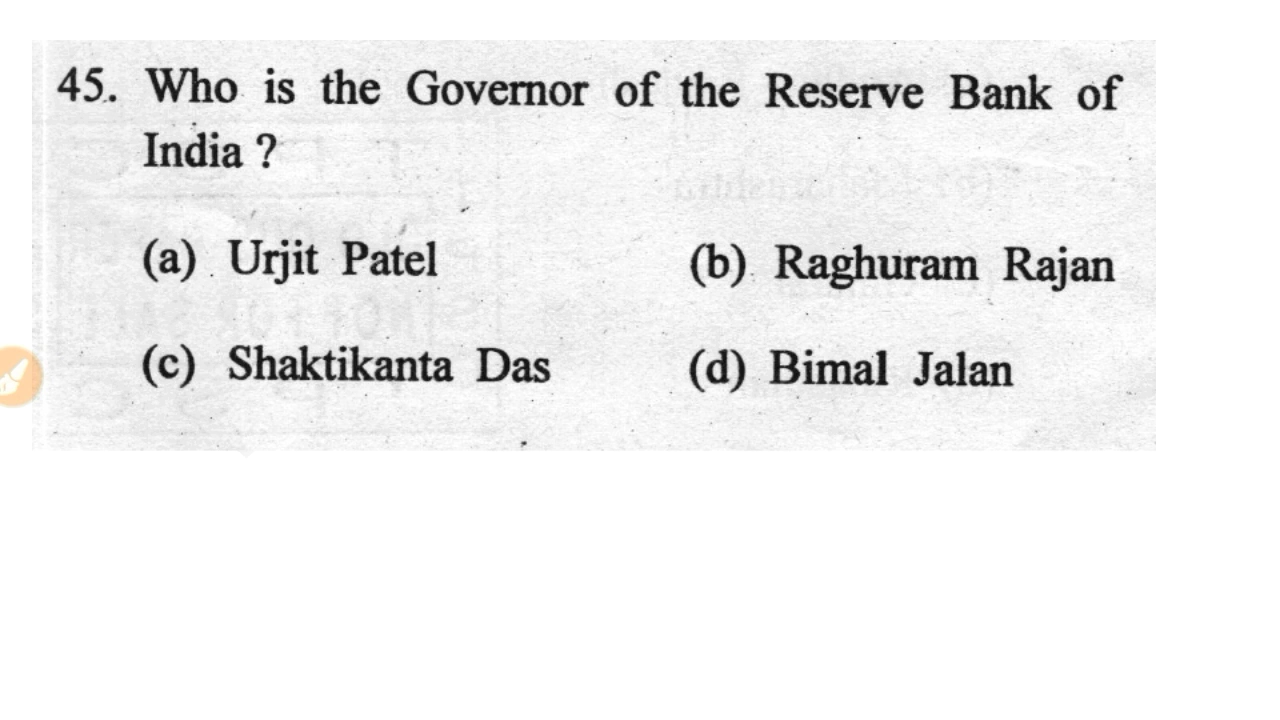 45. Who is the Governor of the Reserve Bank of
India ?
(a) Urjit Patel (b) Raghuram Rajan
(c) Shaktikanta Das (d) Bimal Jalan